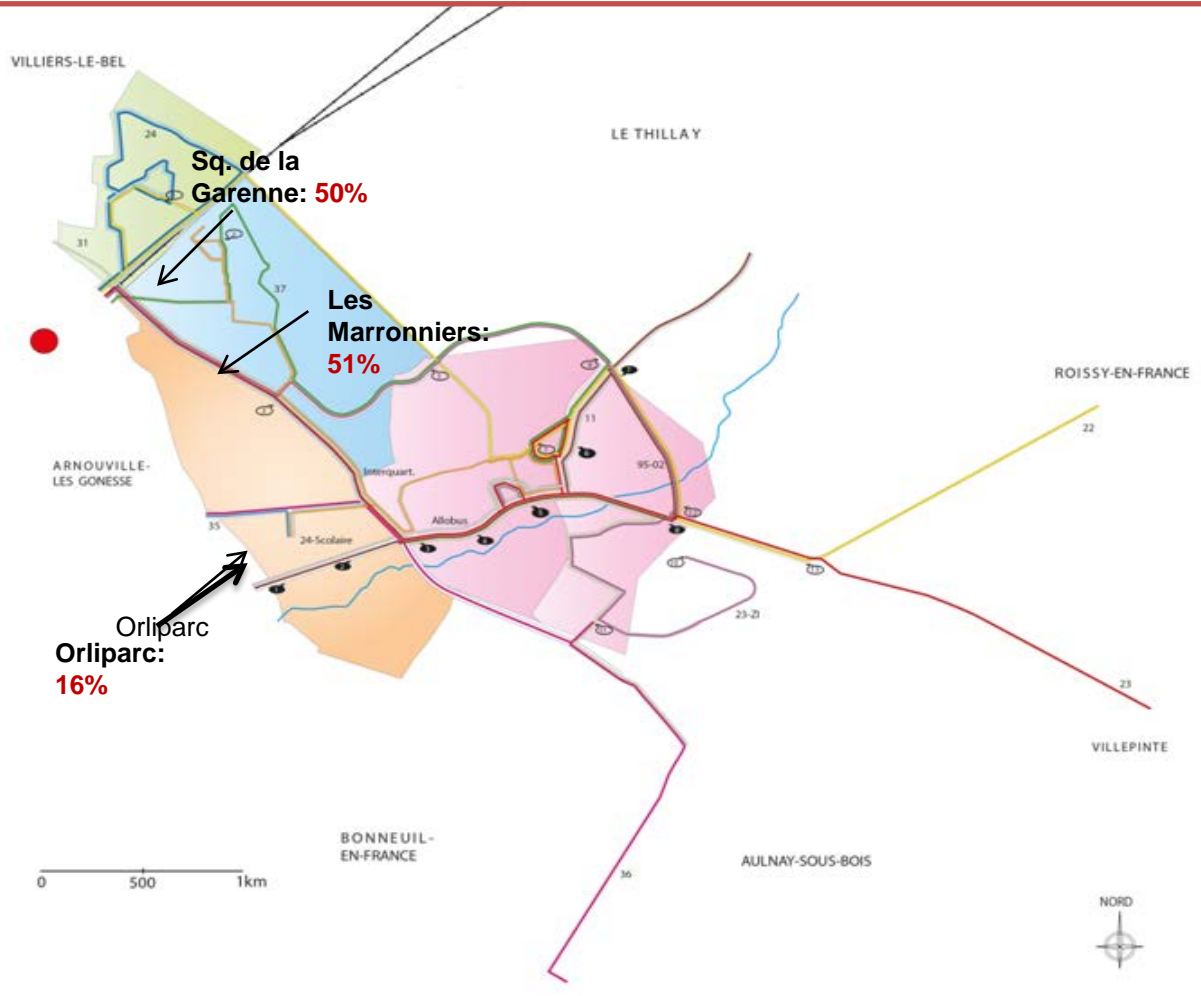 VILLIERS-LE-BEL
LE THILLAY
24
Sq. de la
Garenne: 50%
31
37
Les
Marronniers:
51%
ROISSY-EN-FRANCE
22
11
ARNOUVILLE-
LES GONESSE
Interquart.
95-02
35
Allobus
24-Scolaire
23-ZI
Orliparc
Orliparc:
16%
23
VILLEPINTE
BONNEUIL-
EN-FRANCE
AULNAY-SOUS-BOIS
36
0 500 1km
NORD